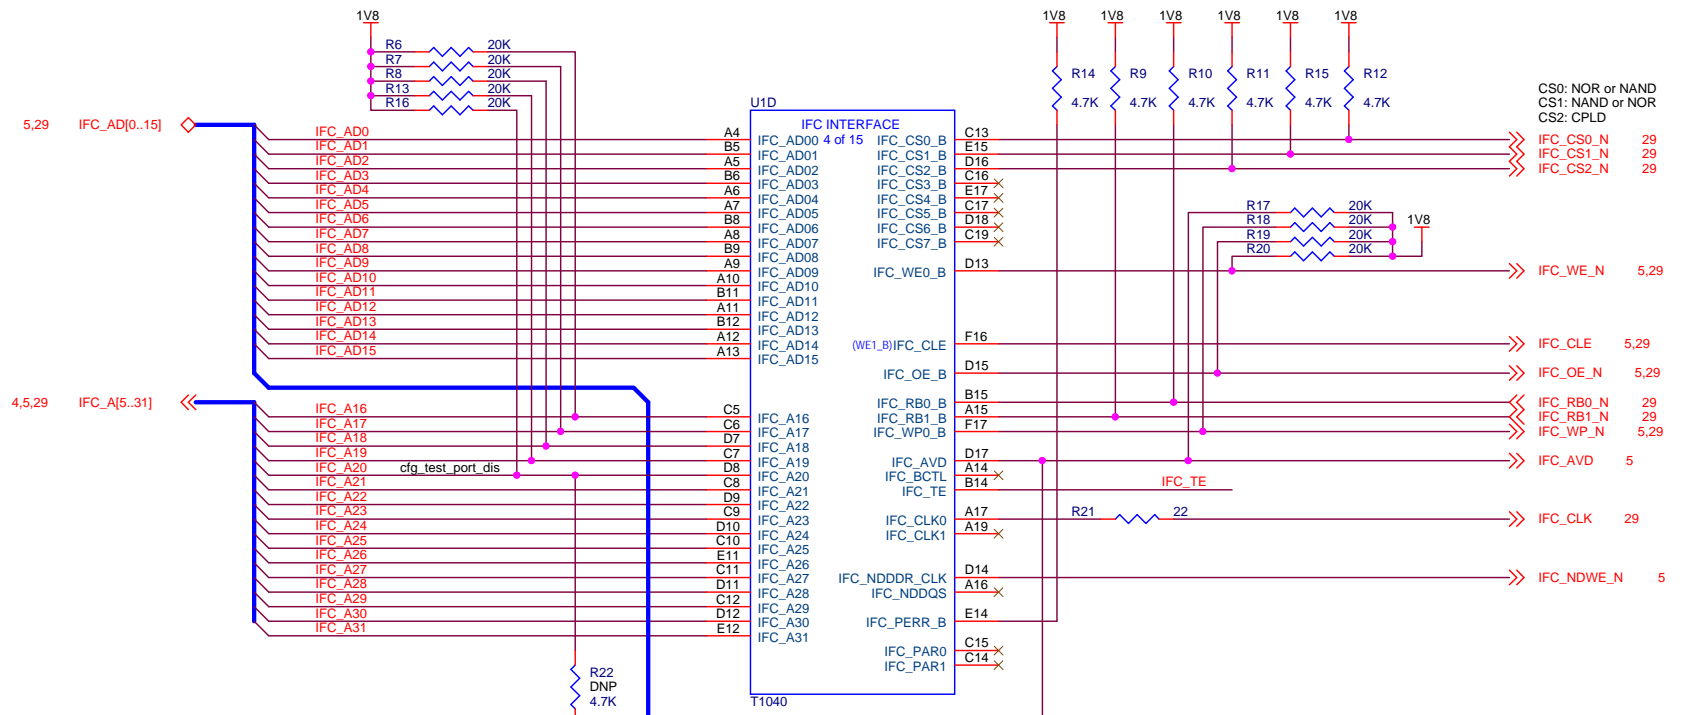 1V8 1V8 1V8 1V8 1V8 1V8 1V8
R6 20K
R7 20K
R8 20K
R13 20K
R16 20K
R14 R9 R10 R11 R15 R12
4.7K 4.7K 4.7K 4.7K 4.7K 4.7K
CS0: NOR or NAND
CS1: NAND or NOR
CS2: CPLD
U1D
IFC INTERFACE
4 of 15
5,29 IFC_AD[0..15]
IFC_AD0 A4 IFC_AD00 IFC_CS0_B C13 IFC_CS0_N 29
IFC_AD1 B5 IFC_AD01 IFC_CS1_B E15 IFC_CS1_N 29
IFC_AD2 A5 IFC_AD02 IFC_CS2_B D16 IFC_CS2_N 29
IFC_AD3 B6 IFC_AD03 IFC_CS3_B C16
IFC_AD4 A6 IFC_AD04 IFC_CS4_B E17
IFC_AD5 A7 IFC_AD05 IFC_CS5_B C17 R17 20K
IFC_AD6 B8 IFC_AD06 IFC_CS6_B D18 R18 20K 1V8
IFC_AD7 A8 IFC_AD07 IFC_CS7_B C19 R19 20K
IFC_AD8 B9 IFC_AD08 R20 20K
IFC_AD9 A9 IFC_AD09 IFC_WE0_B D13 IFC_WE_N 5,29
IFC_AD10 A10 IFC_AD10
IFC_AD11 B11 IFC_AD11
IFC_AD12 A11 IFC_AD12
IFC_AD13 B12 IFC_AD13
IFC_AD14 A12 IFC_AD14 (WE1_B)IFC_CLE F16 IFC_CLE 5,29
IFC_AD15 A13 IFC_AD15
IFC_OE_B D15 IFC_OE_N 5,29
4,5,29 IFC_A[5..31]
IFC_RB0_B B15 IFC_RB0_N 29
IFC_A16 C5 IFC_A16 IFC_RB1_B A15 IFC_RB1_N 29
IFC_A17 C6 IFC_A17 IFC_WP0_B F17 IFC_WP_N 5,29
IFC_A18 D7 IFC_A18
IFC_A19 C7 IFC_A19 IFC_AVD D17 IFC_AVD 5
IFC_A20 cfg_test_port_dis D8 IFC_A20 IFC_BCTL A14
IFC_A21 C8 IFC_A21 IFC_TE B14 IFC_TE
IFC_A22 D9 IFC_A22
IFC_A23 C9 IFC_A23 IFC_CLK0 A17 R21 22 IFC_CLK 29
IFC_A24 D10 IFC_A24 IFC_CLK1 A19
IFC_A25 C10 IFC_A25
IFC_A26 E11 IFC_A26
IFC_A27 C11 IFC_A27 IFC_NDDDR_CLK D14 IFC_NDWE_N 5
IFC_A28 D11 IFC_A28 IFC_NDDQS A16
IFC_A29 C12 IFC_A29
IFC_A30 D12 IFC_A30 IFC_PERR_B E14
IFC_A31 E12 IFC_A31
IFC_PAR0 C15
IFC_PAR1 C14
R22
DNP
4.7K
T1040